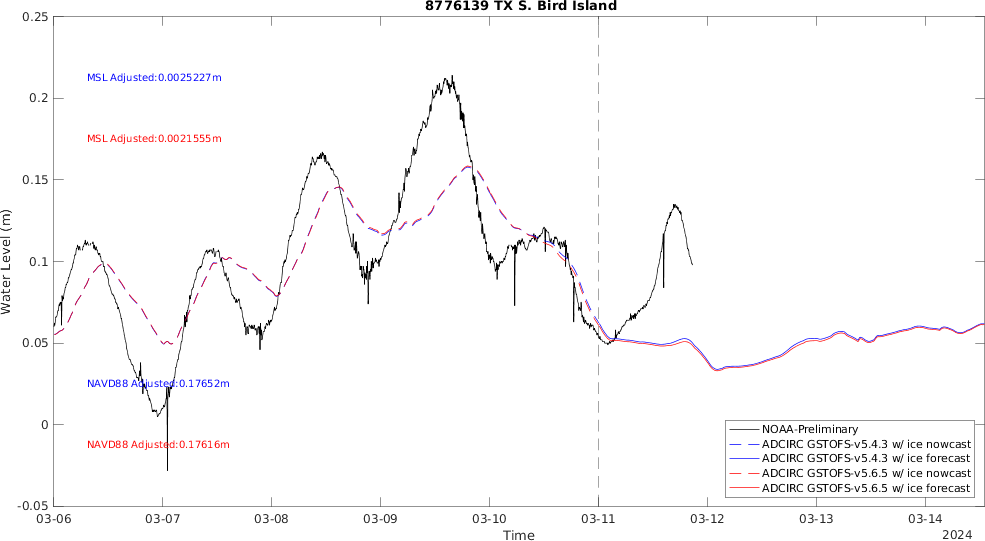 8776139 TX S. Bird Island
0.25
0.2
0.15
0.1
0.05
0
-0.05
Water Level (m)
MSL Adjusted:0.0025227m
MSL Adjusted:0.0021555m
NAVD88 Adjusted:0.17652m
NAVD88 Adjusted:0.17616m
NOAA-Preliminary
ADCIRC GSTOFS-v5.4.3 w/ ice nowcast
ADCIRC GSTOFS-v5.4.3 w/ ice forecast
ADCIRC GSTOFS-v5.6.5 w/ ice nowcast
ADCIRC GSTOFS-v5.6.5 w/ ice forecast
03-06 03-07 03-08 03-09 03-10 03-11 03-12 03-13 03-14
Time
2024